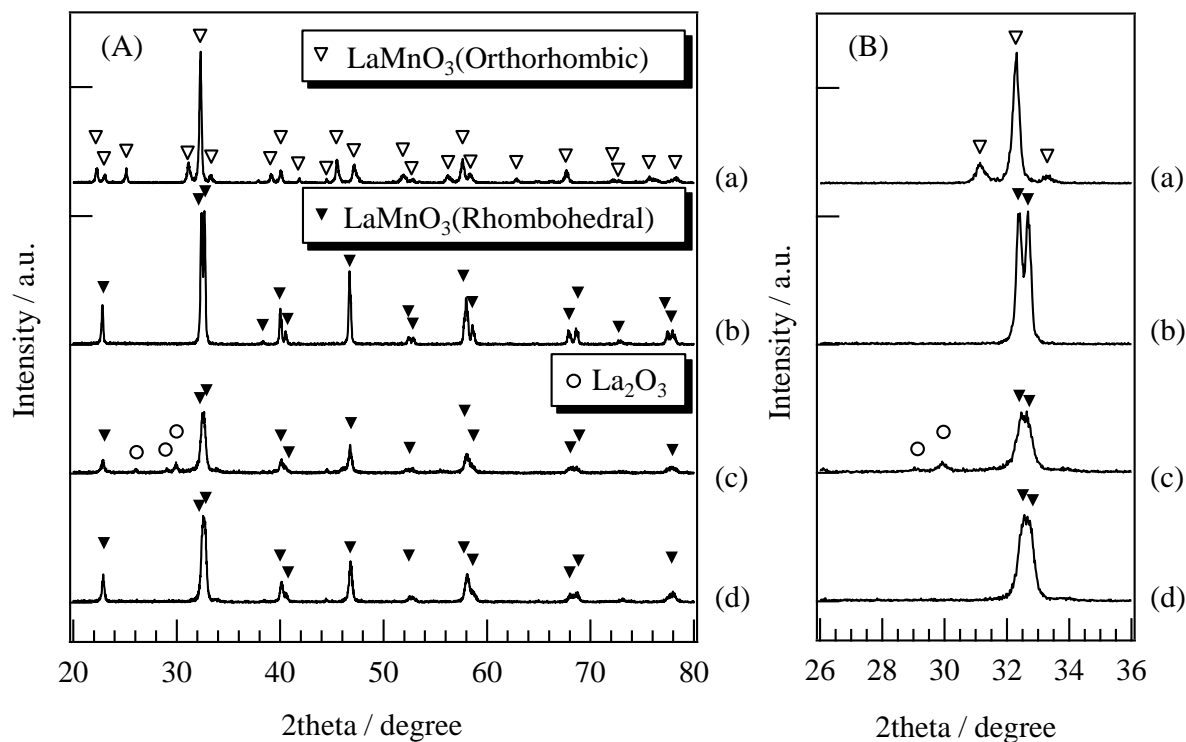 (A)
▽ LaMnO₃(Orthorhombic)
(a)
▼ LaMnO₃(Rhombohedral)
(b)
○ La₂O₃
(c)
(d)
Intensity / a.u.
20 30 40 50 60 70 80
2theta / degree
(B)
(a)
(b)
(c)
(d)
Intensity / a.u.
26 28 30 32 34 36
2theta / degree